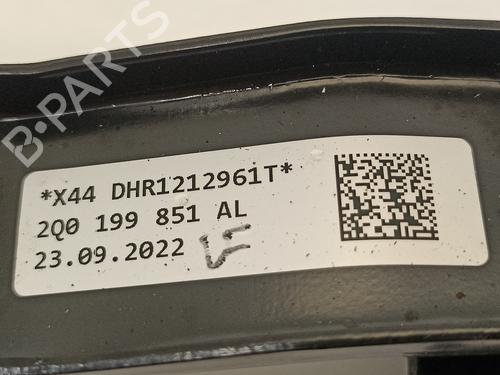 B-PARTS
*X44 DHR1212961T*
2Q0 199 851 AL
23.09.2022